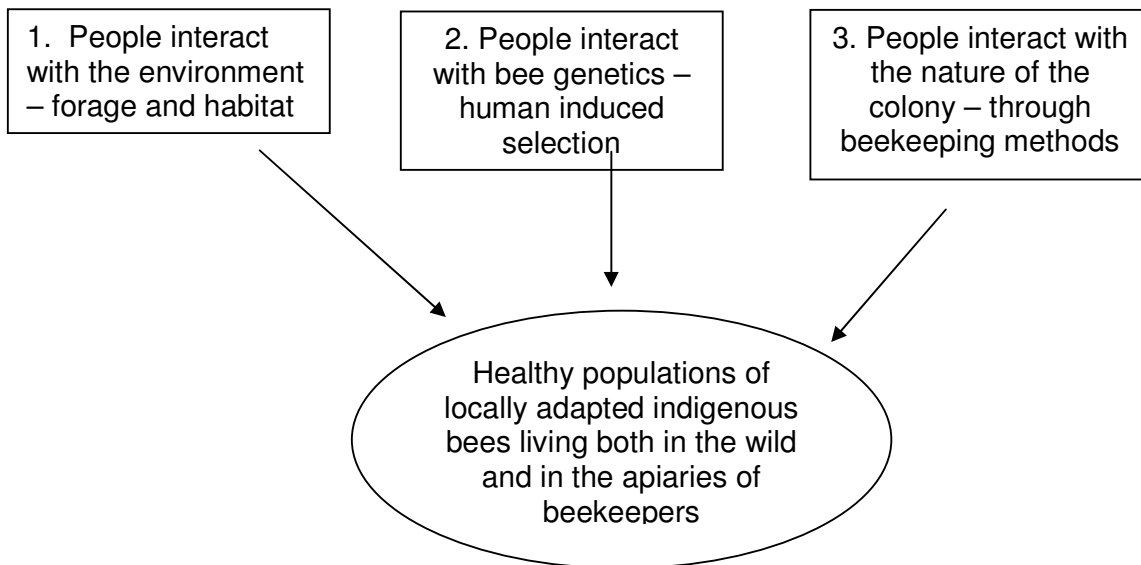 1. People interact
with the environment
– forage and habitat
2. People interact
with bee genetics –
human induced
selection
3. People interact with
the nature of the
colony – through
beekeeping methods
Healthy populations of
locally adapted indigenous
bees living both in the wild
and in the apiaries of
beekeepers